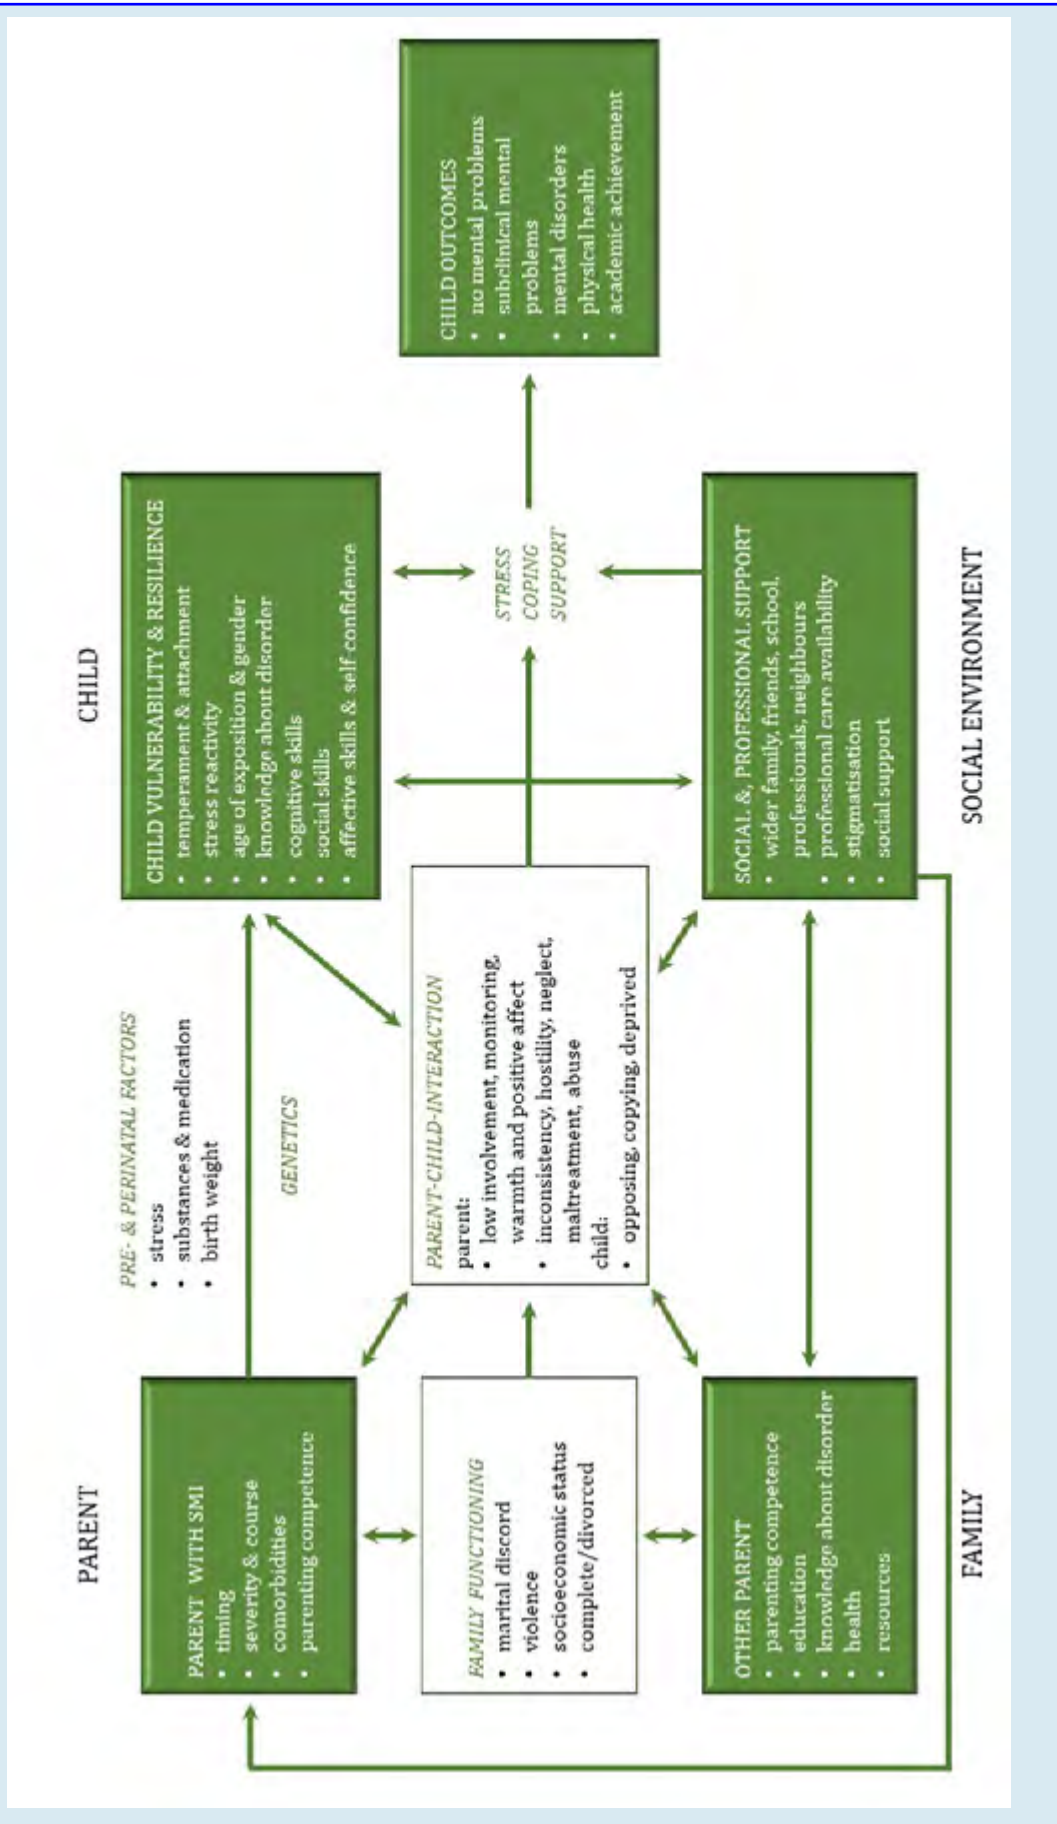 PARENT
CHILD
PARENT WITH SMI
• timing
• severity & course
• comorbidities
• parenting competence
PRE- & PERINATAL FACTORS
• stress
• substances & medication
• birth weight
GENETICS
CHILD VULNERABILITY & RESILIENCE
• temperament & attachment
• stress reactivity
• age of exposition & gender
• knowledge about disorder
• cognitive skills
• social skills
• affective skills & self confidence
FAMILY FUNCTIONING
• marital discord
• violence
• socioeconomic status
• complete/divorced
PARENT-CHILD-INTERACTION
parent:
• low involvement, monitoring,
warmth and positive affect
• inconsistency, hostility, neglect,
maltreatment, abuse
child:
• opposing, copying, deprived
STRESS
COPING
SUPPORT
CHILD OUTCOMES
• no mental problems
• subclinical mental
problems
• mental disorders
• physical health
• academic achievement
OTHER PARENT
• parenting competence
• education
• knowledge about disorder
• health
• resources
SOCIAL &, PROFESSIONAL SUPPORT
• wider family, friends, school,
professionals, neighbours
• professional care availability
• stigmatisation
• social support
FAMILY
SOCIAL ENVIRONMENT